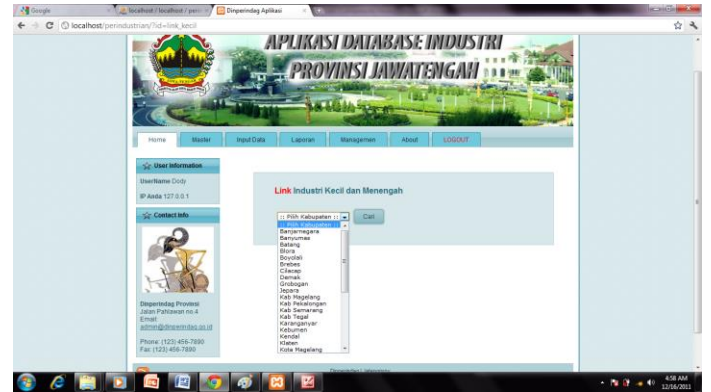 Google
localhost / localhost / peri
Dinperindag Aplikasi
localhost/perindustrian/?id=link_kecil
APLIKASI DATABASE INDUSTRI
PROVINSI JAWATENGAH
Home
Master
Input Data
Laporan
Managemen
About
LOGOUT
User Information
UserName Dody
IP Anda 127.0.0.1
Contact Info
Dinperindag Provinsi
Jalan Pahlawan no.4
Email:
admin@dinperindag.go.id
Phone: (123) 456-7890
Fax: (123) 456-7890
Link Industri Kecil dan Menengah
:: Pilih Kabupaten ::
Cari
:: Pilih Kabupaten ::
Banjarnegara
Banyumas
Batang
Blora
Boyolali
Brebes
Cilacap
Demak
Grobogan
Jepara
Kab Magelang
Kab Pekalongan
Kab Semarang
Kab Tegal
Karanganyar
Kebumen
Kendal
Klaten
Kota Magelang
4:58 AM
12/16/2011